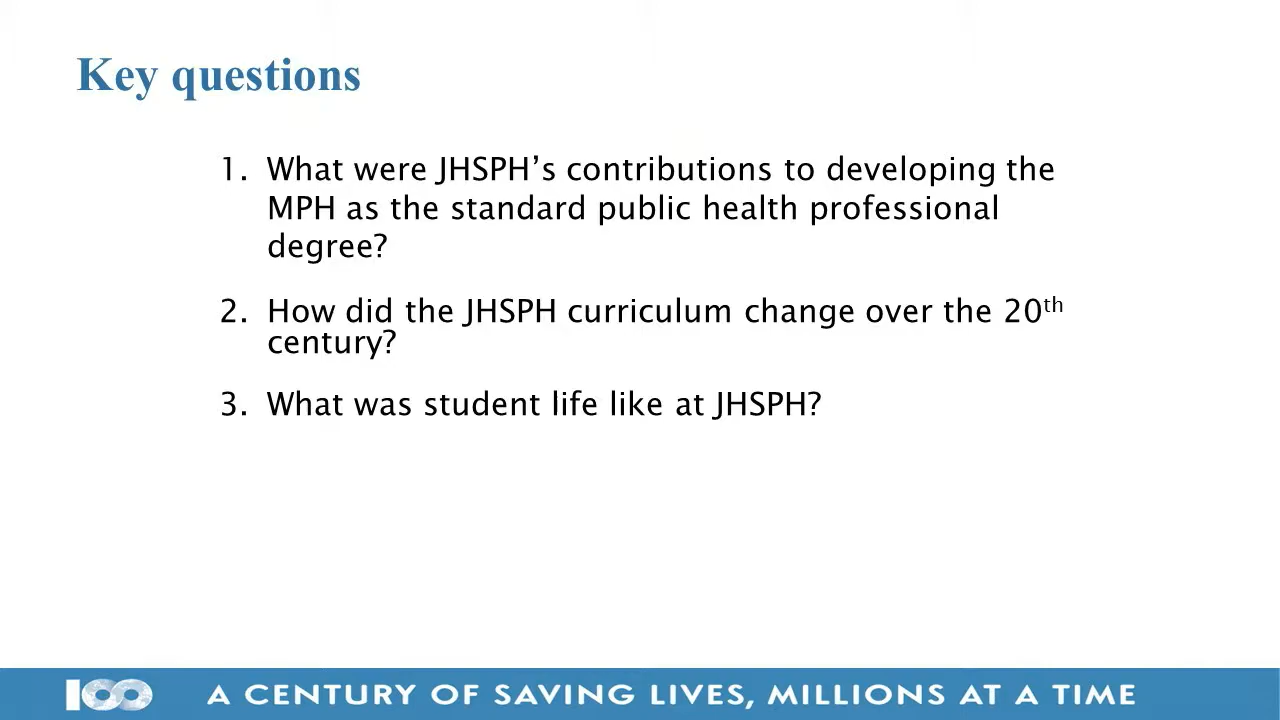 Key questions
1. What were JHSPH’s contributions to developing the
MPH as the standard public health professional
degree?
2. How did the JHSPH curriculum change over the 20th
century?
3. What was student life like at JHSPH?
100 A CENTURY OF SAVING LIVES, MILLIONS AT A TIME